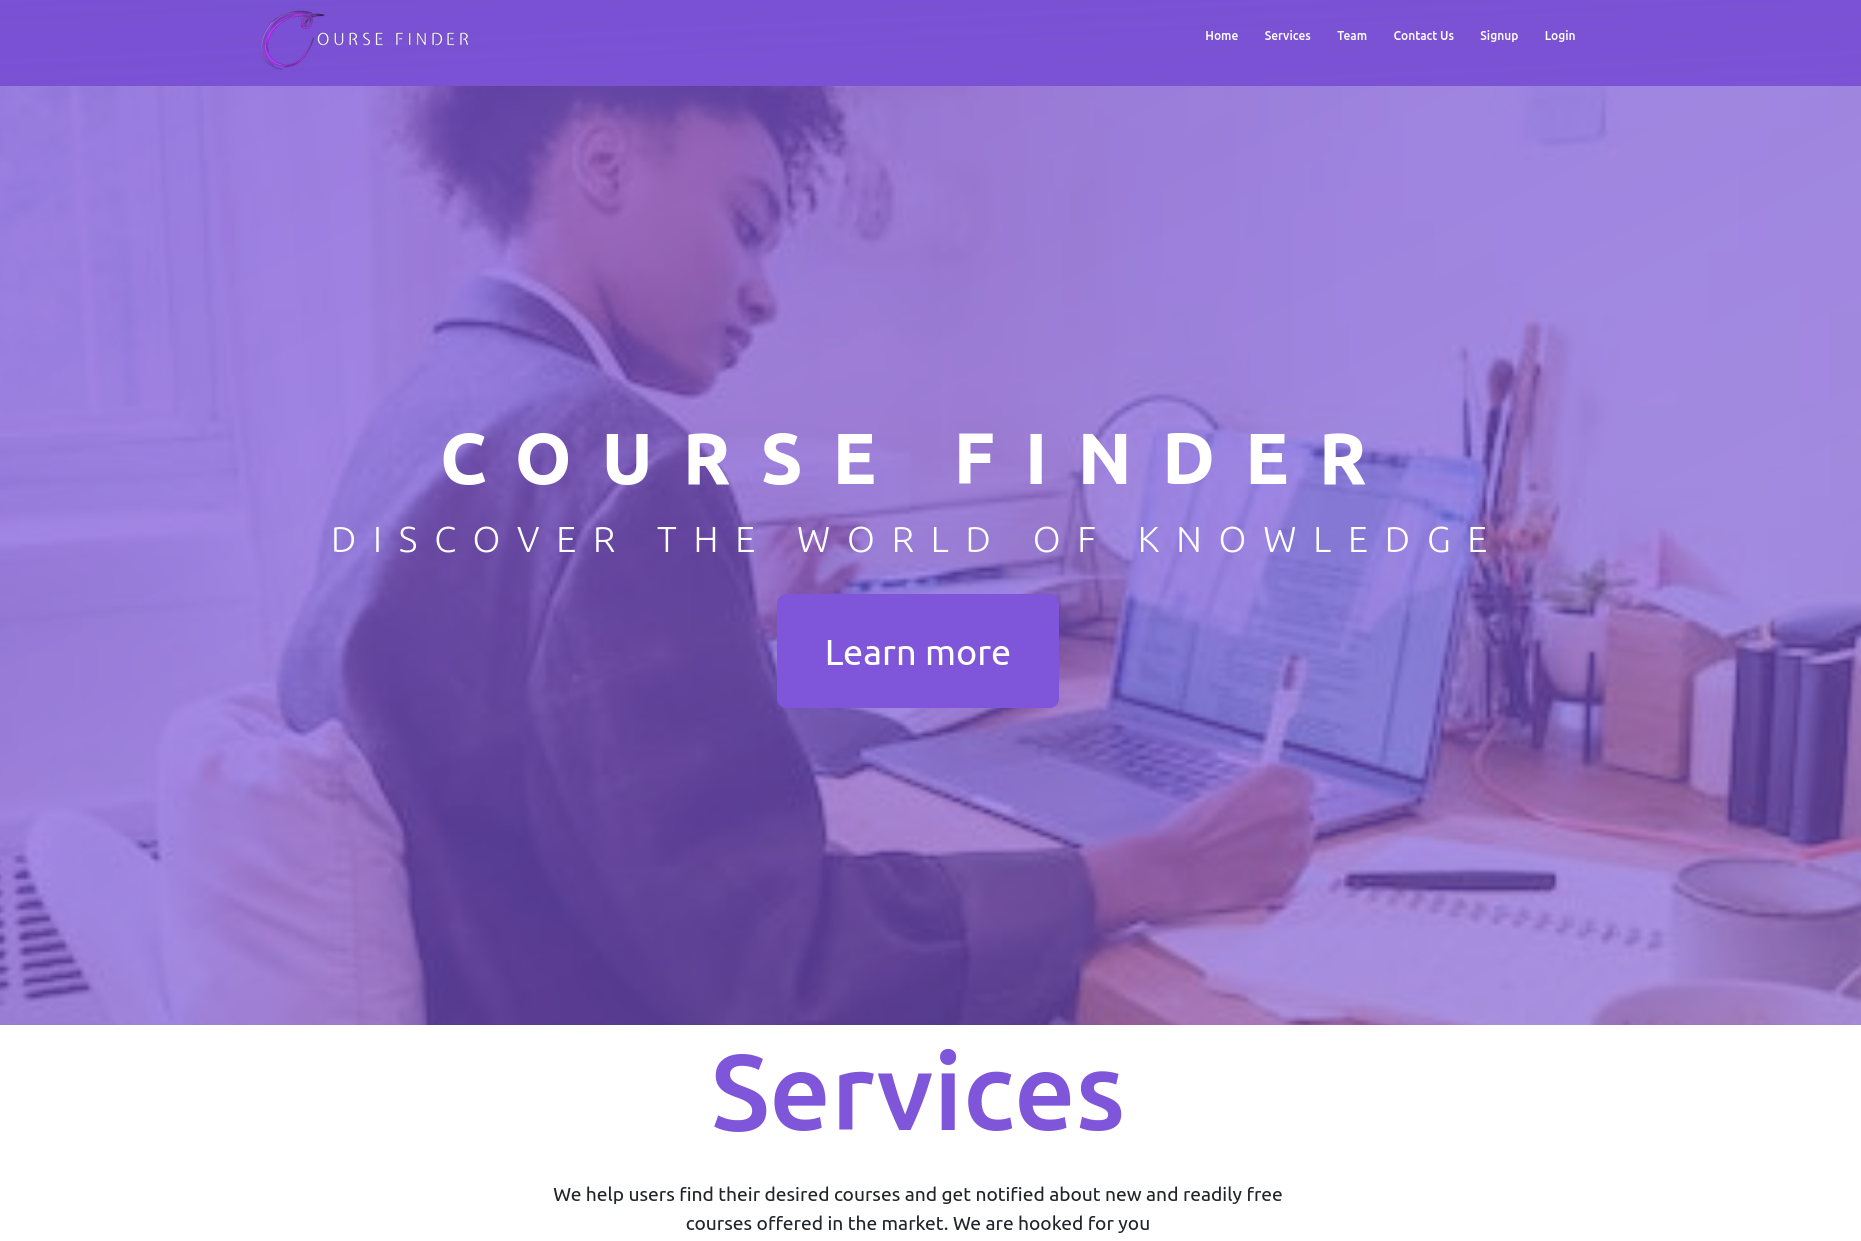 COURSE FINDER
Home Services Team Contact Us Signup Login
COURSE FINDER
DISCOVER THE WORLD OF KNOWLEDGE
Learn more
Services
We help users find their desired courses and get notified about new and readily free
courses offered in the market. We are hooked for you